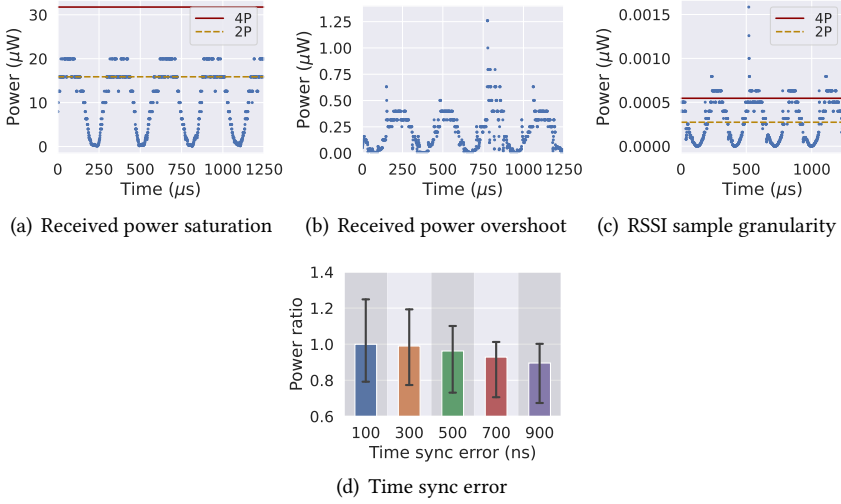 4P
2P
30
20
10
0
Power (μW)
0 250 500 750 1000 1250
Time (μs)
(a) Received power saturation
1.25
1.00
0.75
0.50
0.25
0.00
Power (μW)
0 250 500 750 1000 1250
Time (μs)
(b) Received power overshoot
4P
2P
0.0015
0.0010
0.0005
0.0000
Power (μW)
0 500 1000
Time (μs)
(c) RSSI sample granularity
1.4
1.2
1.0
0.8
0.6
Power ratio
100 300 500 700 900
Time sync error (ns)
(d) Time sync error